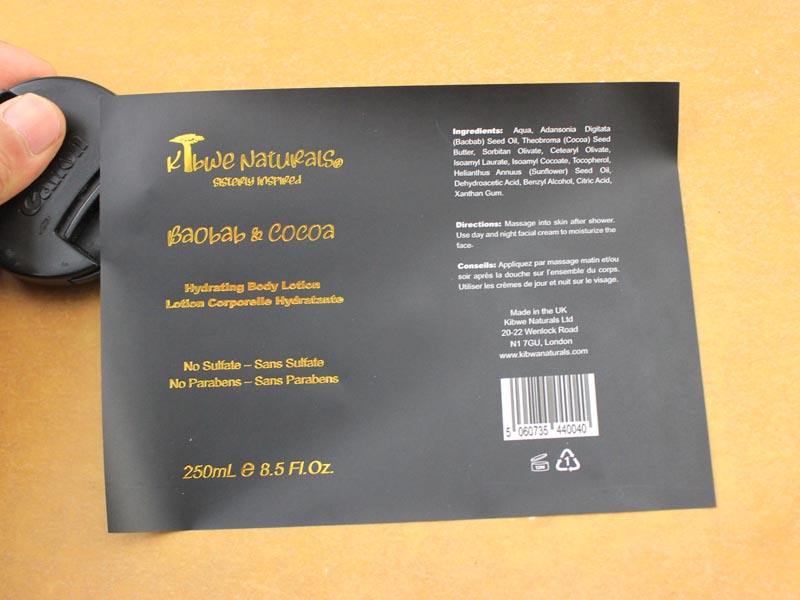 Canon
Kibwe Naturals®
Sisterly Inspired
Baobab & Cocoa
Hydrating Body Lotion
Lotion Corporelle Hydratante
No Sulfate – Sans Sulfate
No Parabens – Sans Parabens
250mL ℮ 8.5 Fl.Oz.
Ingredients: Aqua, Adansonia Digitata
(Baobab) Seed Oil, Theobroma (Cocoa) Seed
Butter, Sorbitan Olivate, Cetearyl Olivate,
Isoamyl Laurate, Isoamyl Cocoate, Tocopherol,
Helianthus Annuus (Sunflower) Seed Oil,
Dehydroacetic Acid, Benzyl Alcohol, Citric Acid,
Xanthan Gum.
Directions: Massage into skin after shower.
Use day and night facial cream to moisturize the
face.
Conseils: Appliquez par massage matin et/ou
soir après la douche sur l'ensemble du corps.
Utiliser les crèmes de jour et nuit sur le visage.
Made in the UK
Kibwe Naturals Ltd
20-22 Wenlock Road
N1 7GU, London
www.kibwanaturals.com
5 060735 440040
12M
1